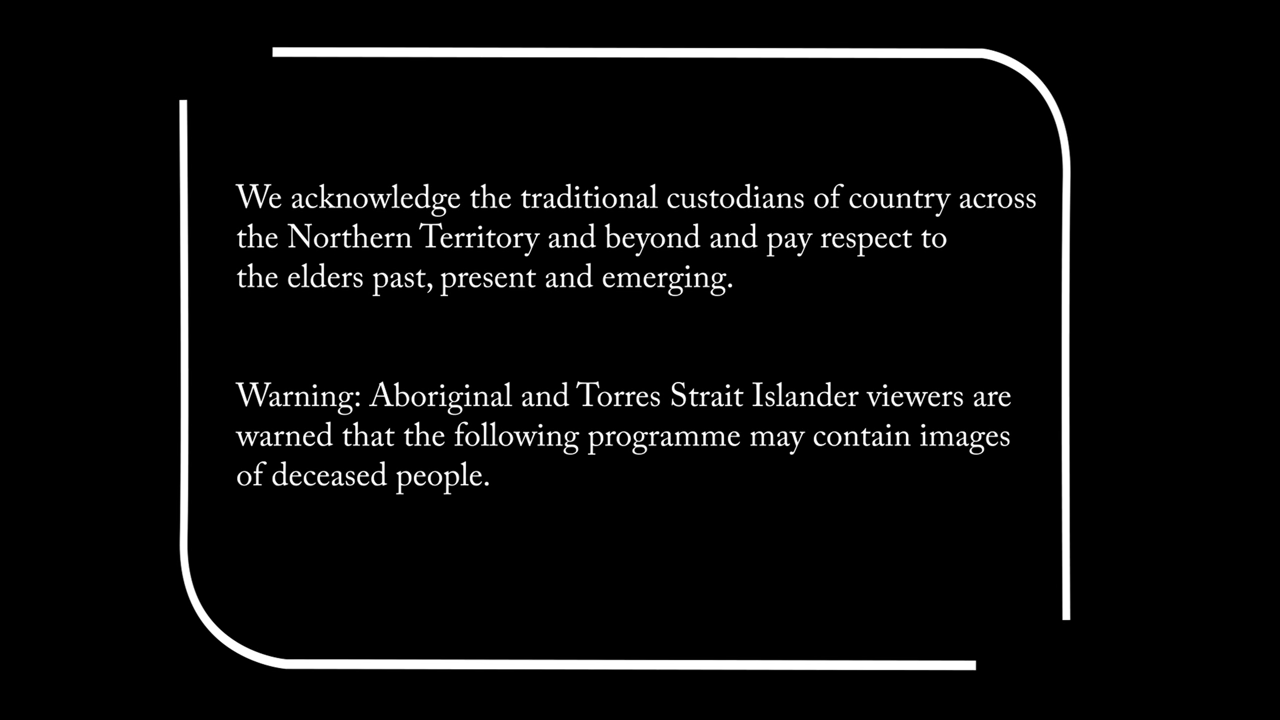 We acknowledge the traditional custodians of country across
the Northern Territory and beyond and pay respect to
the elders past, present and emerging.
Warning: Aboriginal and Torres Strait Islander viewers are
warned that the following programme may contain images
of deceased people.